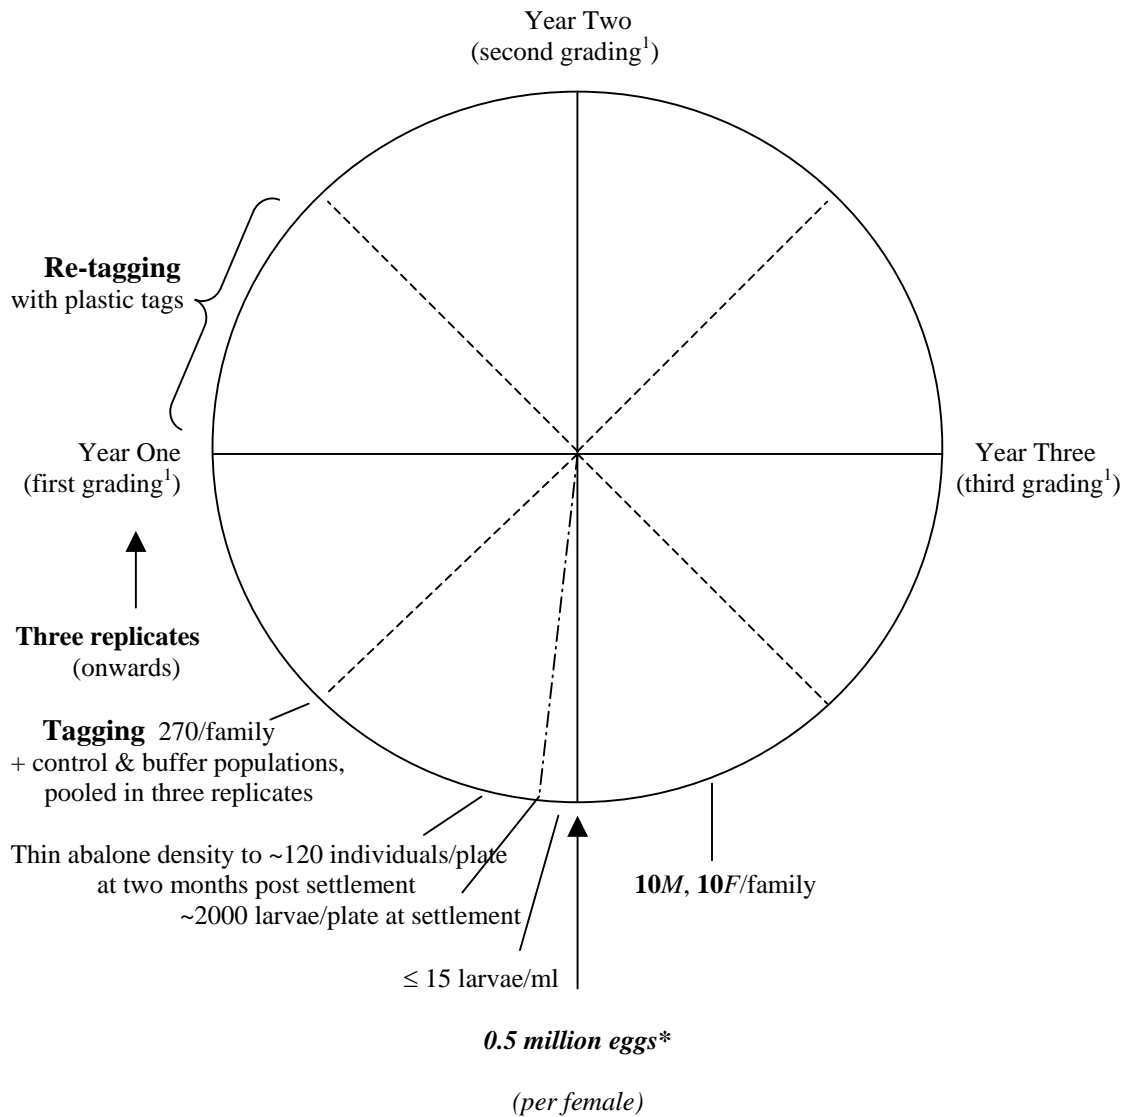 Year Two
(second grading¹)
Re-tagging
with plastic tags
Year One
(first grading¹)
Year Three
(third grading¹)
Three replicates
(onwards)
Tagging 270/family
+ control & buffer populations,
pooled in three replicates
Thin abalone density to ~120 individuals/plate
at two months post settlement
~2000 larvae/plate at settlement
10M, 10F/family
≤ 15 larvae/ml
0.5 million eggs*
(per female)